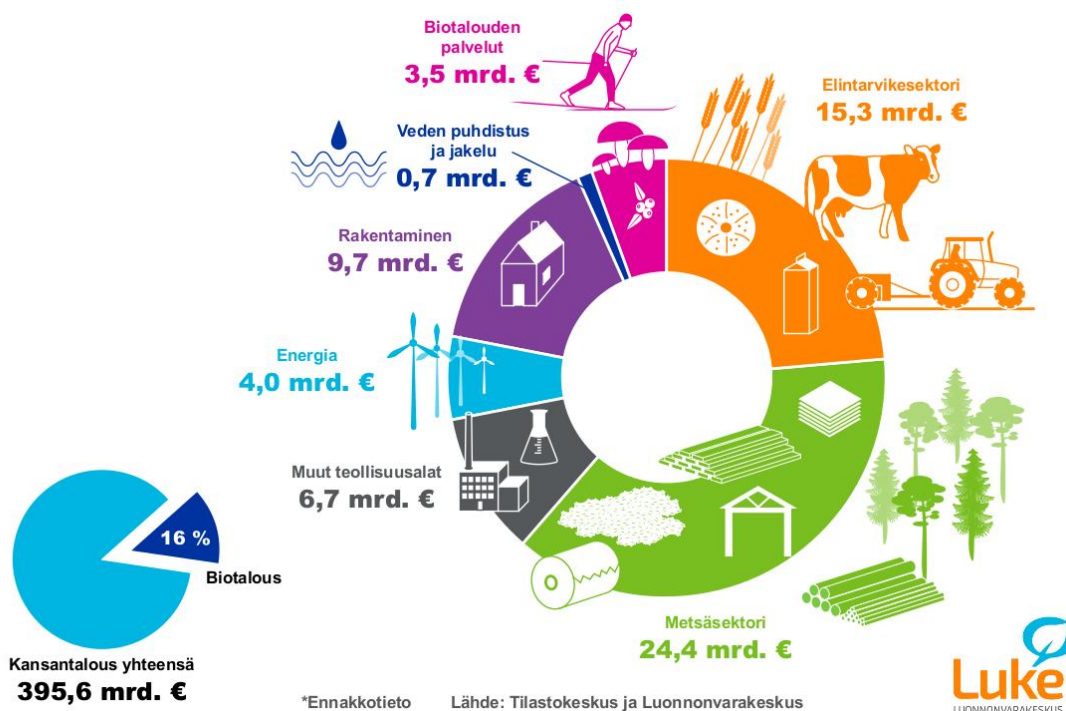 Biotalouden
palvelut
3,5 mrd. €
Elintarvikesektori
15,3 mrd. €
Veden puhdistus
ja jakelu
0,7 mrd. €
Rakentaminen
9,7 mrd. €
Energia
4,0 mrd. €
Muut teollisuusalat
6,7 mrd. €
16 %
Biotalous
Metsäsektori
24,4 mrd. €
Kansantalous yhteensä
395,6 mrd. €
*Ennakkotieto
Lähde: Tilastokeskus ja Luonnonvarakeskus
Luke
LUONNONVARAKESKUS